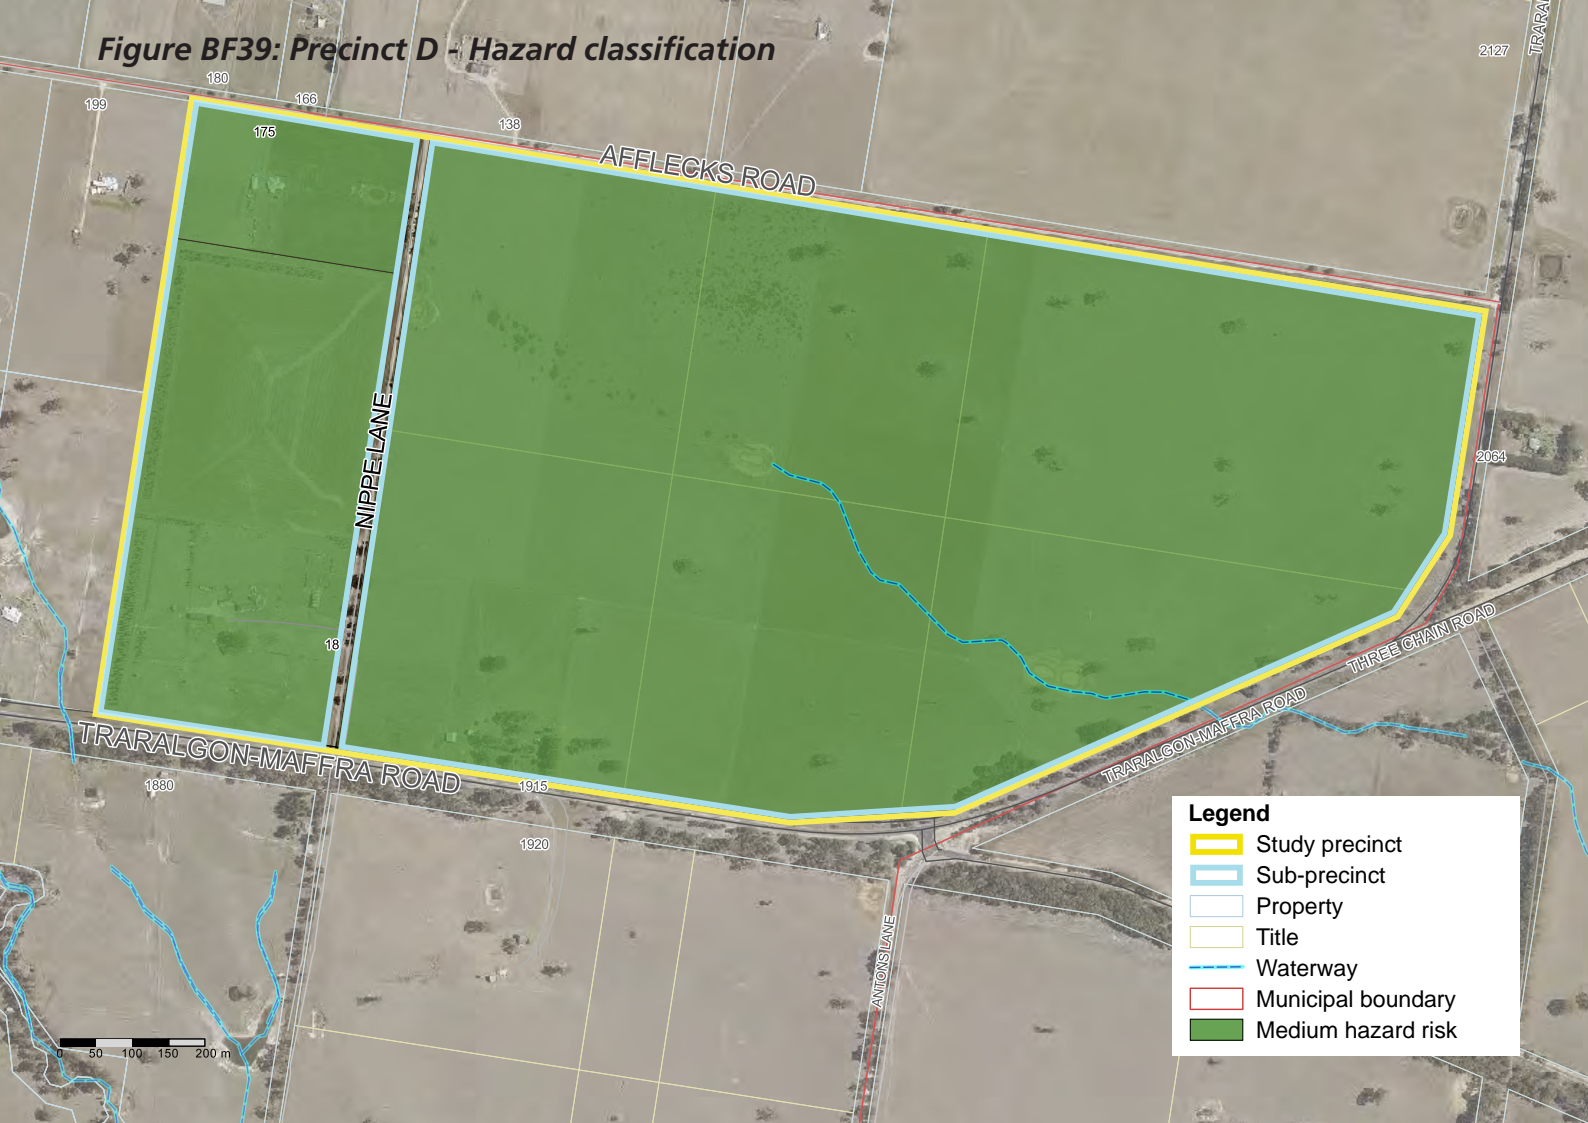 Figure BF39: Precinct D - Hazard classification
2127
TRARAL
180
166
199
175
138
AFFLECKS ROAD
NIPPE LANE
2064
18
THREE CHAIN ROAD
TRARALGON-MAFFRA ROAD
TRARALGON-MAFFRA ROAD
1880
1915
1920
ANTONS LANE
Legend
Study precinct
Sub-precinct
Property
Title
Waterway
Municipal boundary
Medium hazard risk
0 50 100 150 200 m